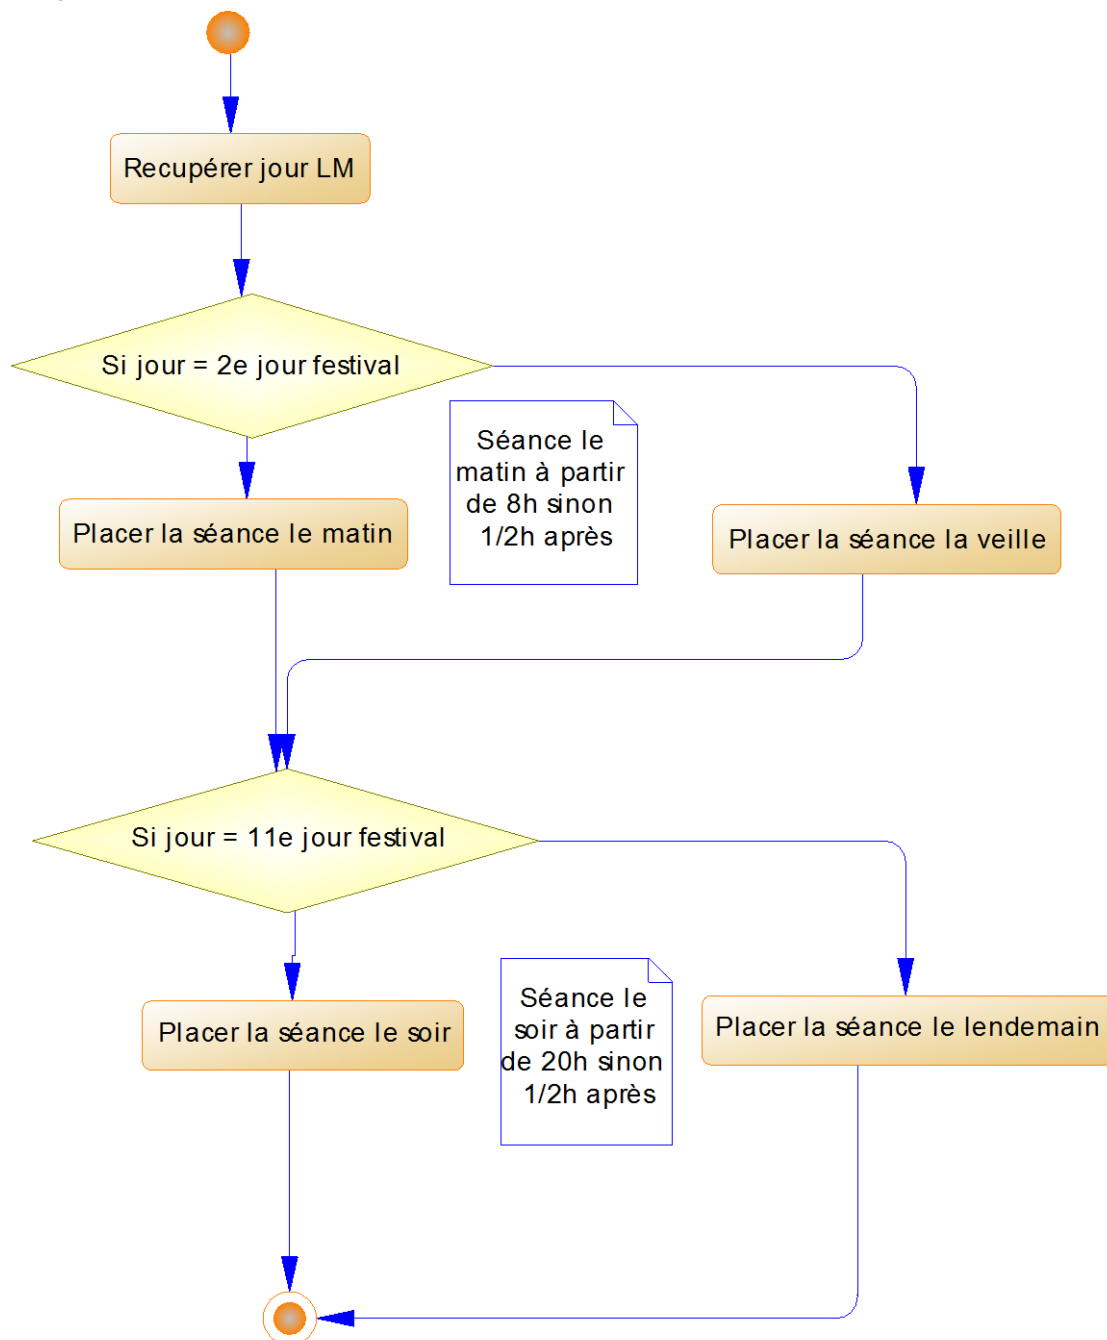 Recupérer jour LM
Si jour = 2e jour festival
Séance le
matin à partir
de 8h sinon
1/2h après
Placer la séance le matin
Placer la séance la veille
Si jour = 11e jour festival
Séance le
soir à partir
de 20h sinon
1/2h après
Placer la séance le soir
Placer la séance le lendemain